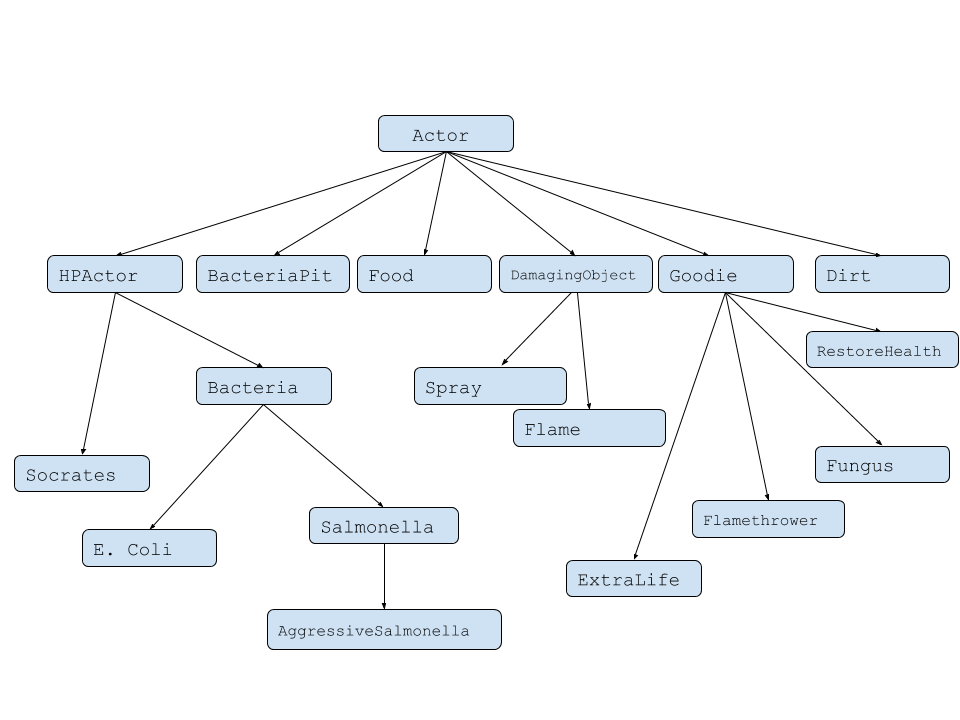 Actor
HPActor
BacteriaPit
Food
DamagingObject
Goodie
Dirt
RestoreHealth
Bacteria
Spray
Flame
Fungus
Socrates
Flamethrower
Salmonella
E. Coli
ExtraLife
AggressiveSalmonella